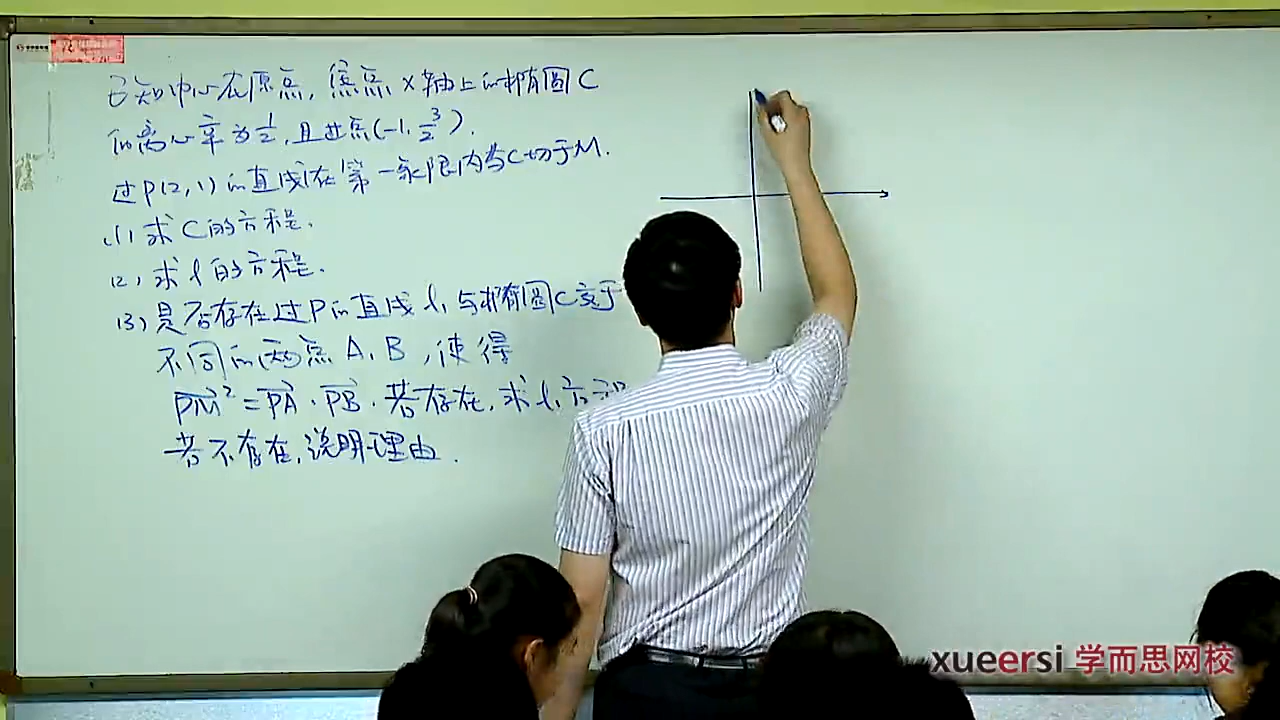 已知中心在原点,焦点 x轴上的椭圆C
的离心率为1/2,且过点(-1, 3/2).
过P(2,1)的直线l在第一象限内与C切于M.
(1) 求C的方程.
(2) 求l的方程.
(3) 是否存在过P的直线l₁与椭圆C交于
不同的两点A、B,使得
PM² = PA · PB. 若存在,求l₁方程
若不存在,说明理由.
xueersi 学而思网校